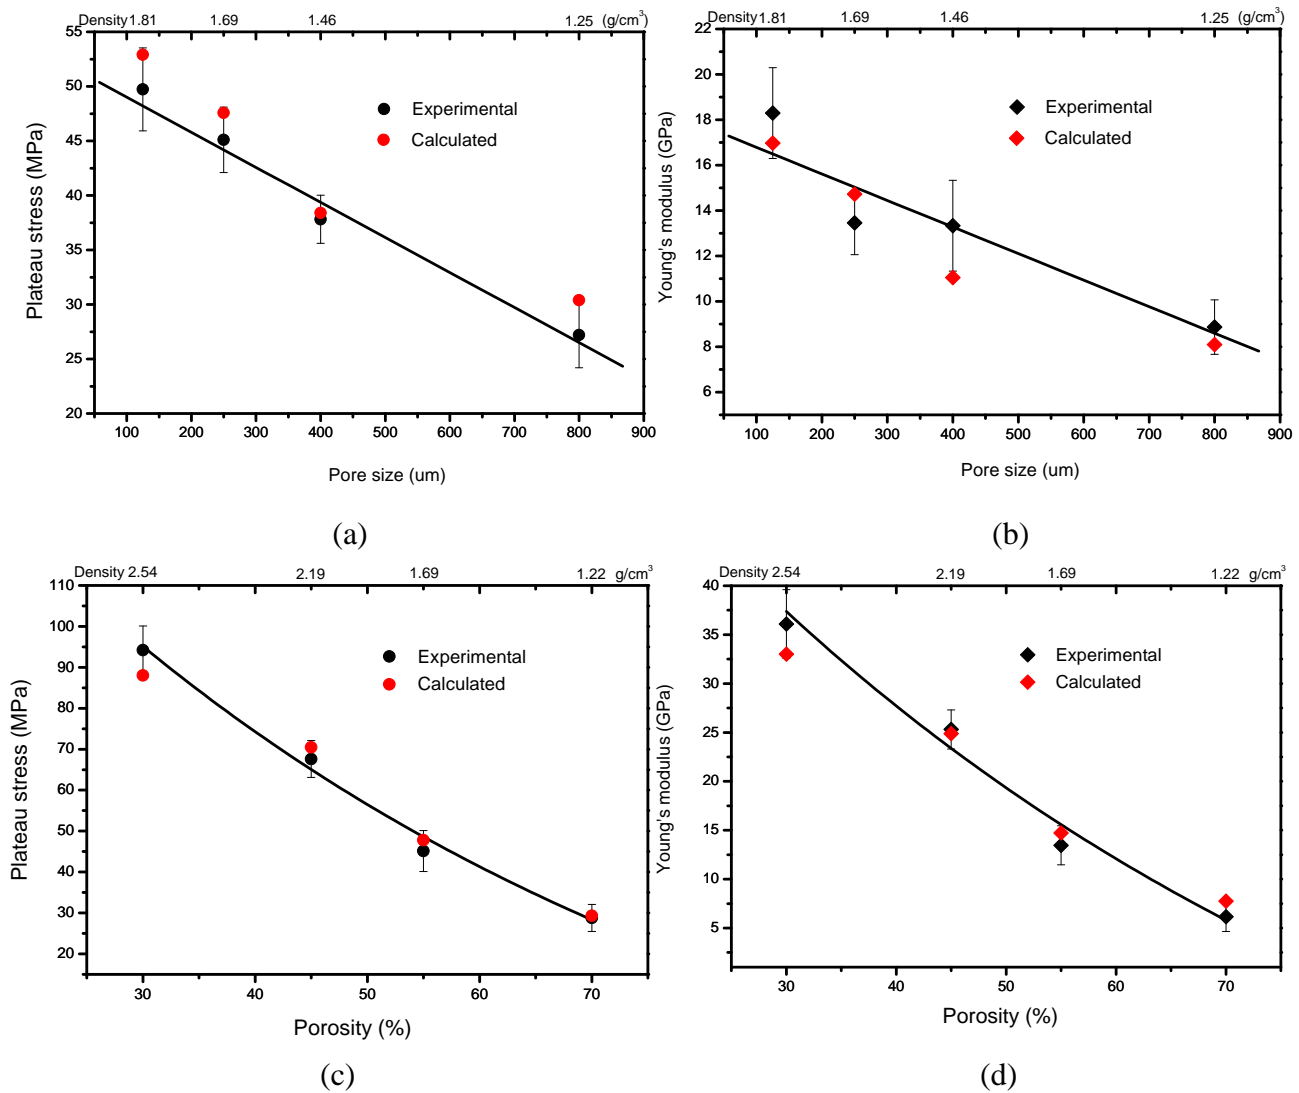 (a)
Density 1.81 1.69 1.46 1.25 (g/cm³)
55
50
45
40
35
30
25
20
Plateau stress (MPa)
Experimental
Calculated
100 200 300 400 500 600 700 800 900
Pore size (um)
(a)
(b)
Density 1.81 1.69 1.46 1.25 (g/cm³)
22
20
18
16
14
12
10
8
6
Young's modulus (GPa)
Experimental
Calculated
100 200 300 400 500 600 700 800 900
Pore size (um)
(b)
Density 2.54 2.19 1.69 1.22 g/cm³
110
100
90
80
70
60
50
40
30
20
Plateau stress (MPa)
Experimental
Calculated
30 40 50 60 70
Porosity (%)
(c)
Density 2.54 2.19 1.69 1.22 g/cm³
40
35
30
25
20
15
10
5
Young's modulus (GPa)
Experimental
Calculated
30 40 50 60 70
Porosity (%)
(d)